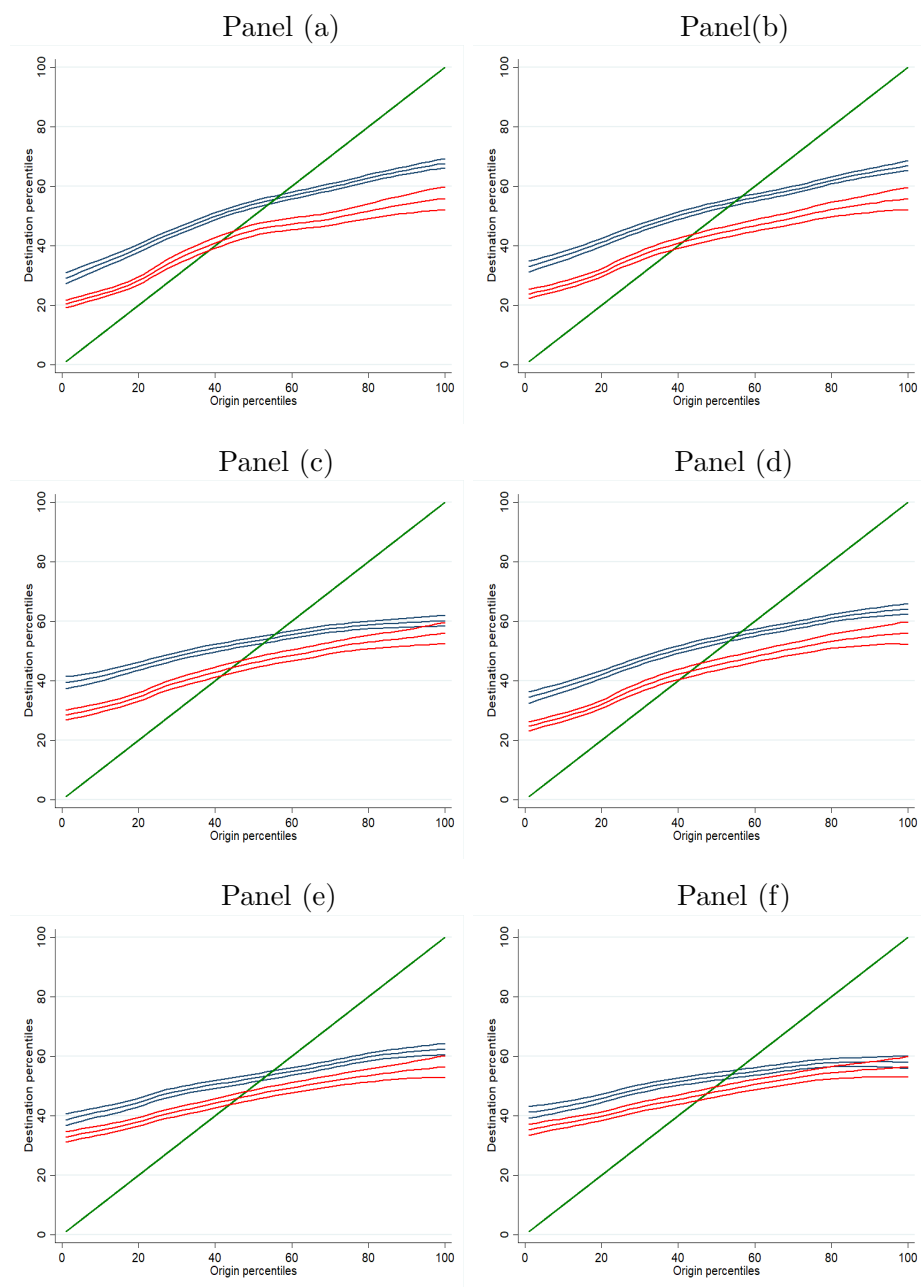 Panel (a)
Panel(b)
100
80
60
40
20
0
Destination percentiles
0 20 40 60 80 100
Origin percentiles
100
80
60
40
20
0
Destination percentiles
0 20 40 60 80 100
Origin percentiles
Panel (c)
Panel (d)
100
80
60
40
20
0
Destination percentiles
0 20 40 60 80 100
Origin percentiles
100
80
60
40
20
0
Destination percentiles
0 20 40 60 80 100
Origin percentiles
Panel (e)
Panel (f)
100
80
60
40
20
0
Destination percentiles
0 20 40 60 80 100
Origin percentiles
100
80
60
40
20
0
Destination percentiles
0 20 40 60 80 100
Origin percentiles